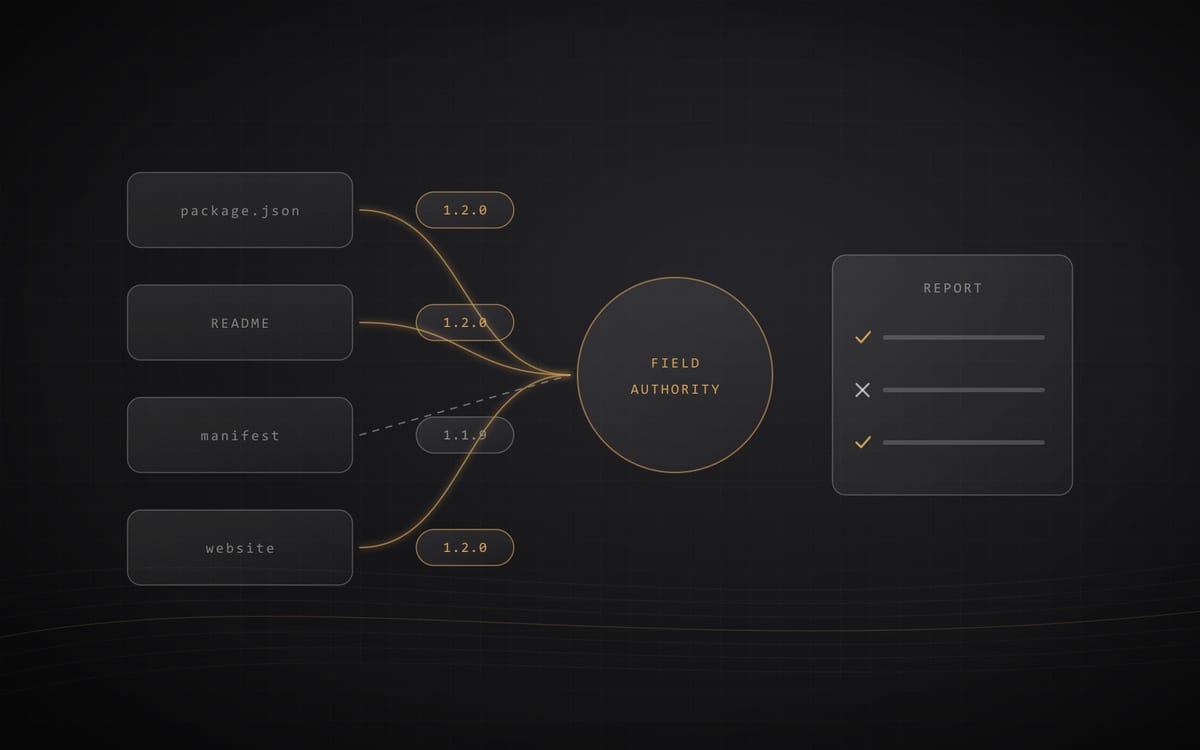 package.json
1.2.0
README
1.2.0
manifest
1.1.9
website
1.2.0
FIELD
AUTHORITY
REPORT